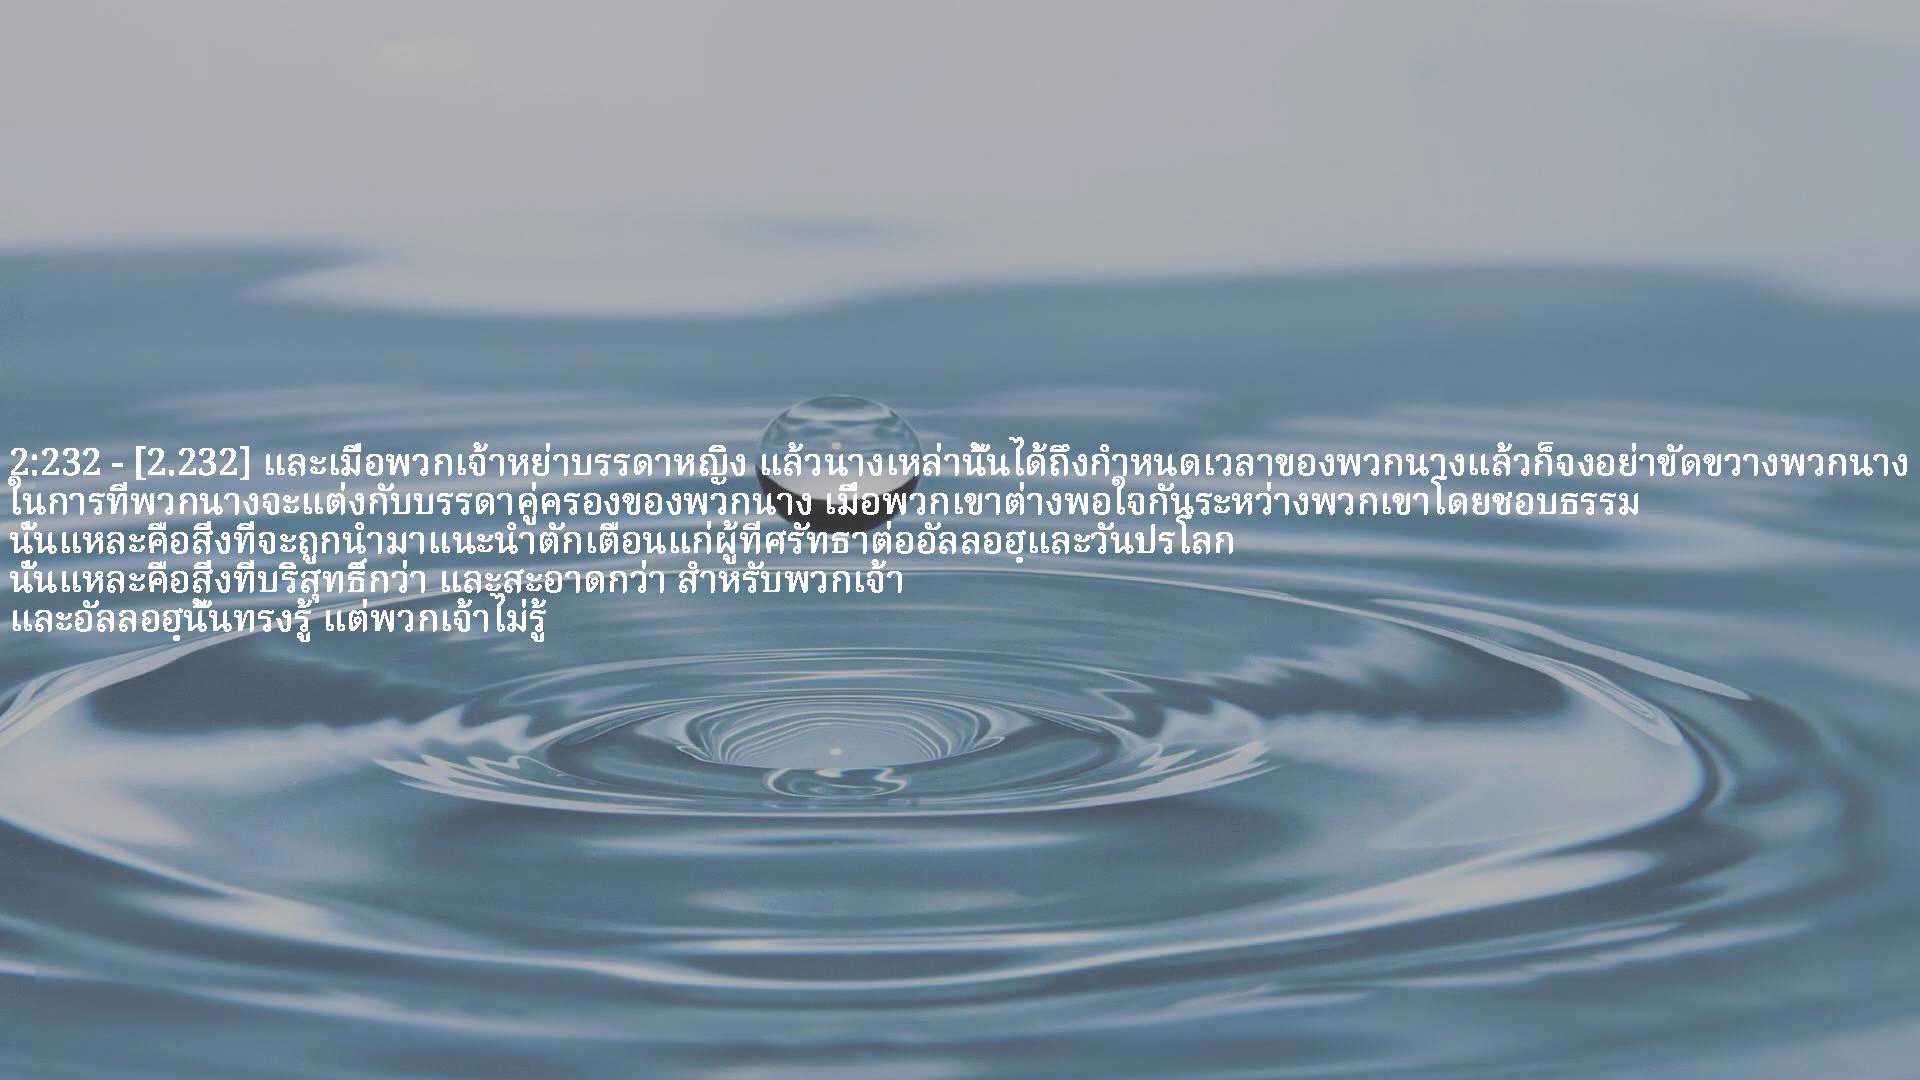 2:232 - [2.232] และเมื่อพวกเจ้าหย่าบรรดาหญิง แล้วนางเหล่านั้นได้ถึงกำหนดเวลาของพวกนางแล้วก็จงอย่าขัดขวางพวกนาง
ในการที่พวกนางจะแต่งกับบรรดาคู่ครองของพวกนาง เมื่อพวกเขาต่างพอใจกันระหว่างพวกเขาโดยชอบธรรม
นั่นแหละคือสิ่งที่จะถูกนำมาแนะนำตักเตือนแก่ผู้ที่ศรัทธาต่ออัลลอฮฺและวันปรโลก
นั่นแหละคือสิ่งที่บริสุทธิ์กว่า และสะอาดกว่า สำหรับพวกเจ้า
และอัลลอฮฺนั้นทรงรู้ แต่พวกเจ้าไม่รู้